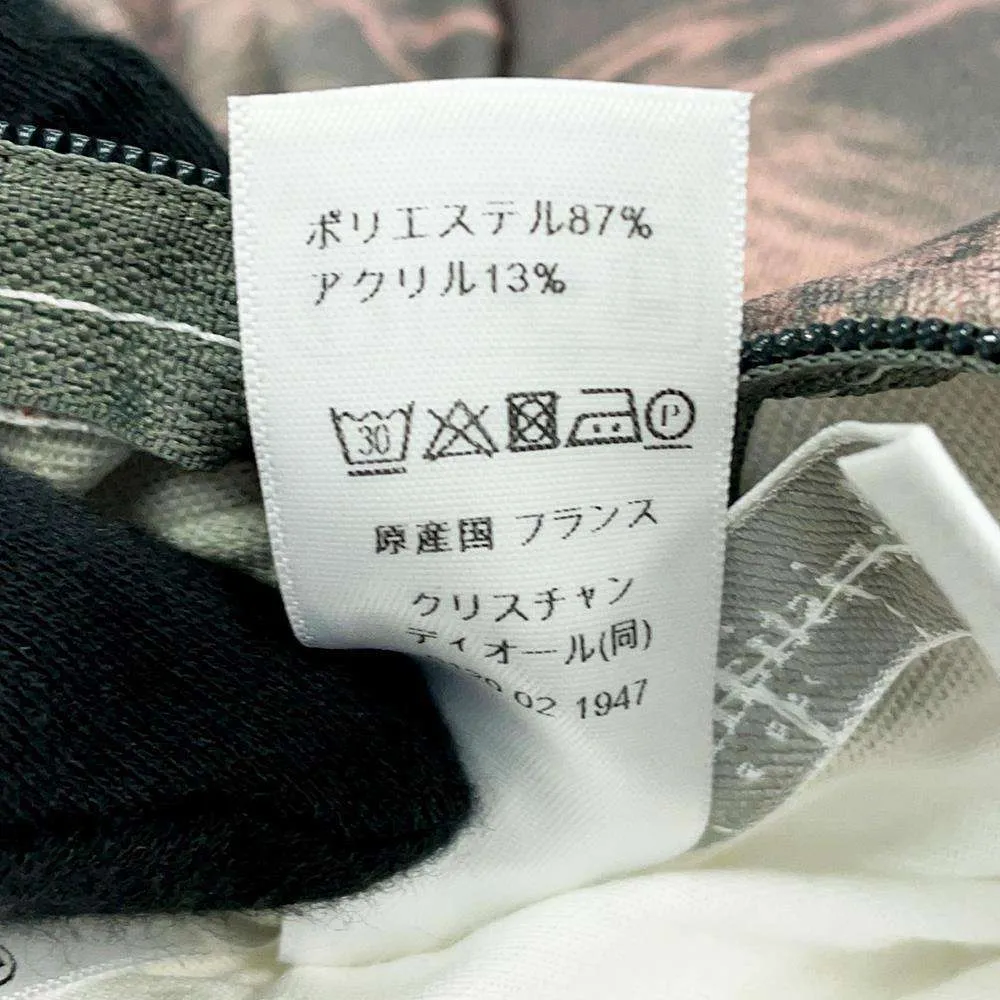 ポリエステル87%
アクリル13%
30 P
原産国 フランス
クリスチャン
ディオール(同)
02 1947